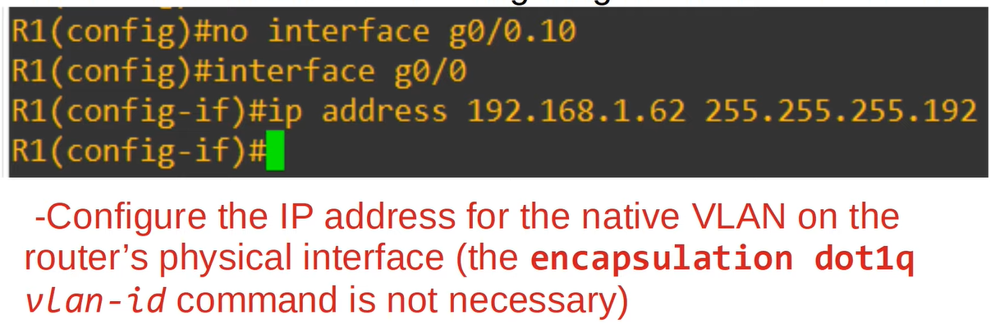 R1(config)#no interface g0/0.10
R1(config)#interface g0/0
R1(config-if)#ip address 192.168.1.62 255.255.255.192
R1(config-if)#
-Configure the IP address for the native VLAN on the
router’s physical interface (the encapsulation dot1q
vlan-id command is not necessary)